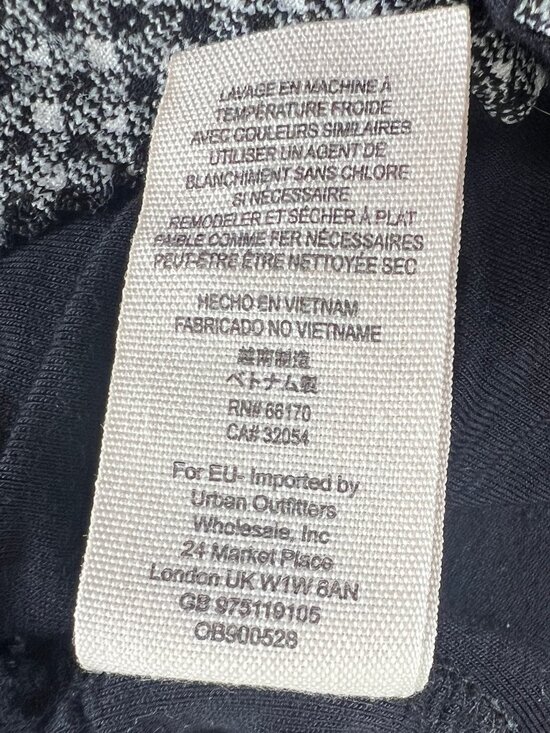 LAVAGE EN MACHINE À
TEMPÉRATURE FROIDE
AVEC COULEURS SIMILAIRES
UTILISER UN AGENT DE
BLANCHIMENT SANS CHLORE
SI NÉCESSAIRE
REMODELER ET SÉCHER À PLAT
FAIBLE COMME FER NÉCESSAIRES
PEUT-ÊTRE ÊTRE NETTOYÉE SEC
HECHO EN VIETNAM
FABRICADO NO VIETNAME
越南制造
ベトナム製
RN# 66170
CA# 32054
For EU- Imported by
Urban Outfitters
Wholesale, Inc
24 Market Place
London UK W1W 8AN
GB 975119105
OB900528